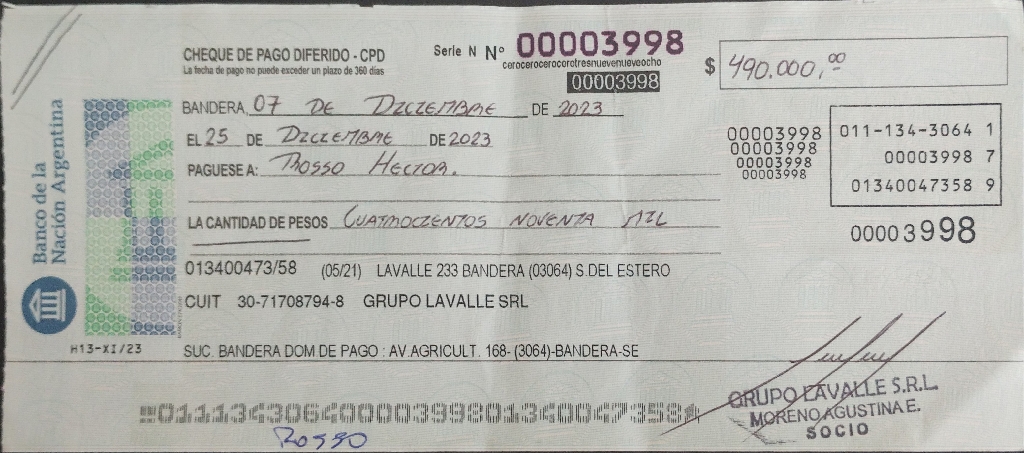 CHEQUE DE PAGO DIFERIDO - CPD
La fecha de pago no puede exceder un plazo de 360 días
Serie N Nº 00003998
cerocerocerocerotresnuevenueveocho
00003998
$ 490.000,00
BANDERA, 07 DE DICIEMBRE DE 2023
EL 25 DE DICIEMBRE DE 2023
PAGUESE A: ROSSO HECTOR.
LA CANTIDAD DE PESOS CUATROCIENTOS NOVENTA MIL
00003998
00003998
00003998
00003998
011-134-3064 1
00003998 7
01340047358 9
00003998
013400473/58 (05/21) LAVALLE 233 BANDERA (03064) S.DEL ESTERO
CUIT 30-71708794-8 GRUPO LAVALLE SRL
SUC. BANDERA DOM DE PAGO : AV.AGRICULT. 168- (3064)-BANDERA-SE
Banco de la
Nación Argentina
H13-XI/23
01113430640000399801340047358
ROSSO
GRUPO LAVALLE S.R.L.
MORENO AGUSTINA E.
SOCIO